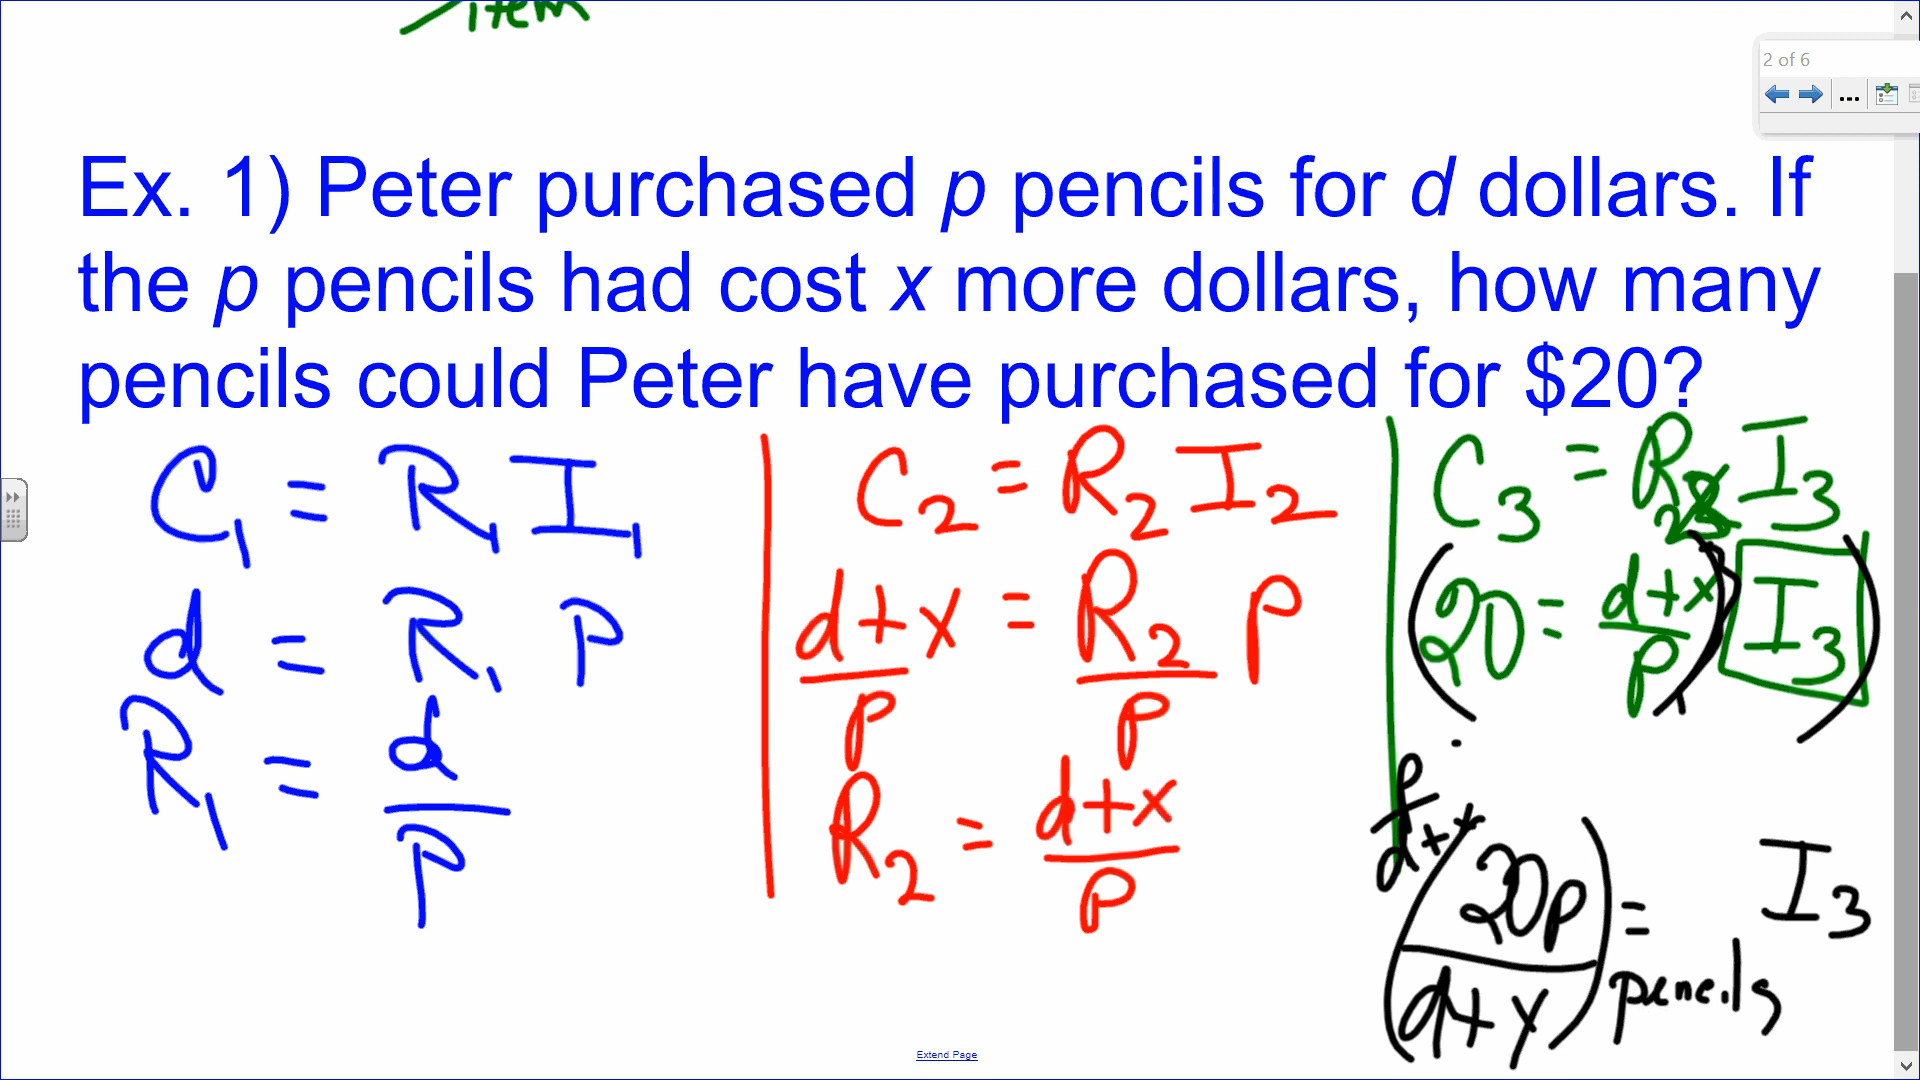 item
2 of 6
Ex. 1) Peter purchased p pencils for d dollars. If
the p pencils had cost x more dollars, how many
pencils could Peter have purchased for $20?
C₁ = R₁ I₁
d = R₁ P
R₁ = d/P
C₂ = R₂ I₂
d+x/P = R₂/P P
R₂ = d+x/P
C₃ = R₂ I₃
(20 = (d+x/P) I₃)
P/d+x
(20p/d+x) = I₃
pencils
Extend Page